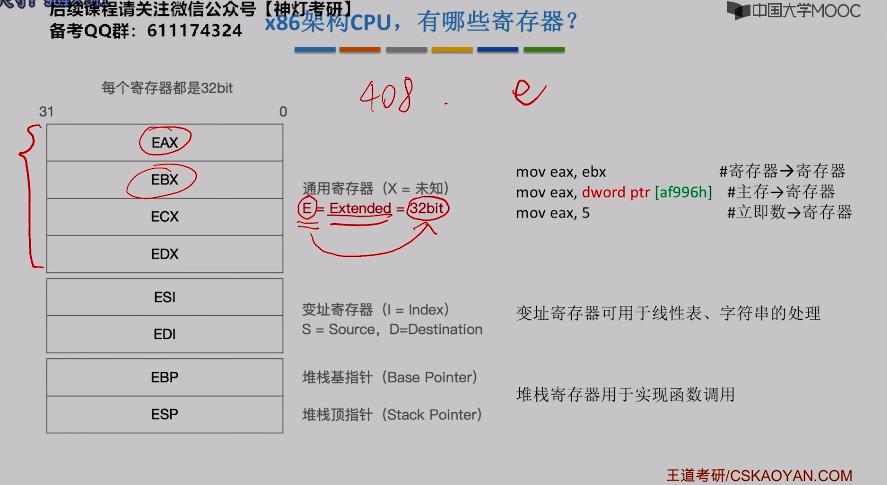 后续课程请关注微信公众号【神灯考研】
备考QQ群：611174324
x86架构CPU，有哪些寄存器？
中国大学MOOC
408 . e
每个寄存器都是32bit
31 0
EAX
EBX
ECX
EDX
通用寄存器（X = 未知）
E = Extended = 32bit
mov eax, ebx #寄存器→寄存器
mov eax, dword ptr [af996h] #主存→寄存器
mov eax, 5 #立即数→寄存器
ESI
EDI
变址寄存器（I = Index）
S = Source，D=Destination
变址寄存器可用于线性表、字符串的处理
EBP
ESP
堆栈基指针（Base Pointer）
堆栈顶指针（Stack Pointer）
堆栈寄存器用于实现函数调用
王道考研/CSKAOYAN.COM